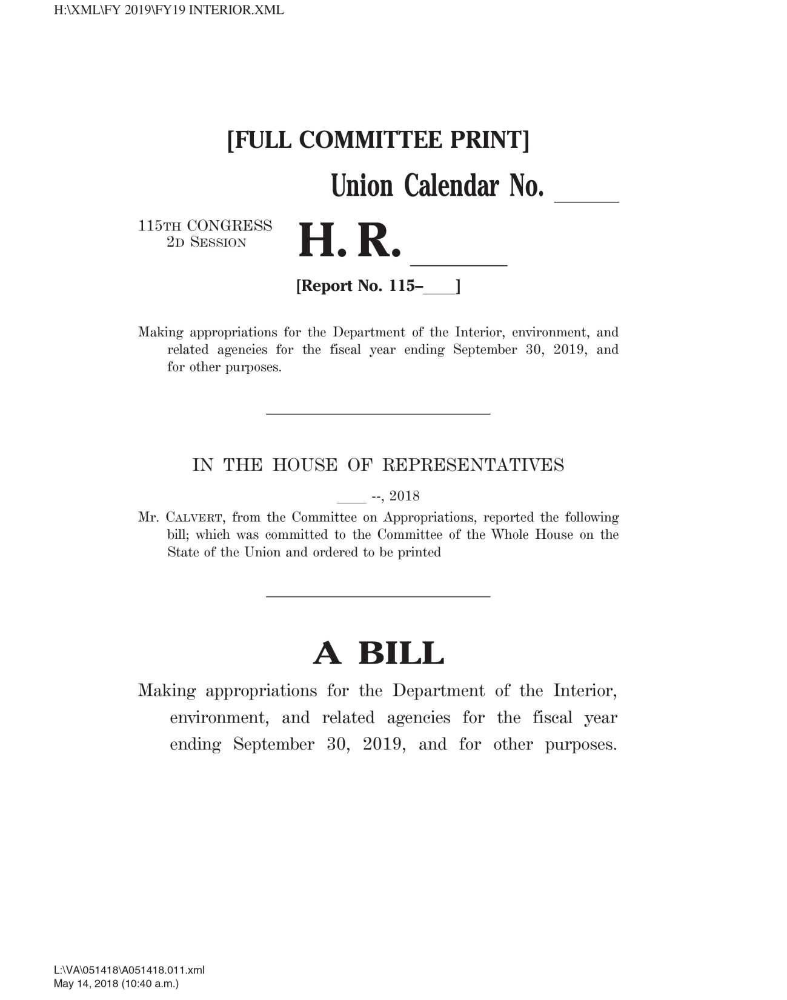 H:\XML\FY 2019\FY19 INTERIOR.XML
[FULL COMMITTEE PRINT]
Union Calendar No. ______
115TH CONGRESS
2D SESSION
H. R. ______
[Report No. 115–____]
Making appropriations for the Department of the Interior, environment, and
related agencies for the fiscal year ending September 30, 2019, and
for other purposes.
IN THE HOUSE OF REPRESENTATIVES
____ --, 2018
Mr. CALVERT, from the Committee on Appropriations, reported the following
bill; which was committed to the Committee of the Whole House on the
State of the Union and ordered to be printed
A BILL
Making appropriations for the Department of the Interior,
environment, and related agencies for the fiscal year
ending September 30, 2019, and for other purposes.
L:\VA\051418\A051418.011.xml
May 14, 2018 (10:40 a.m.)